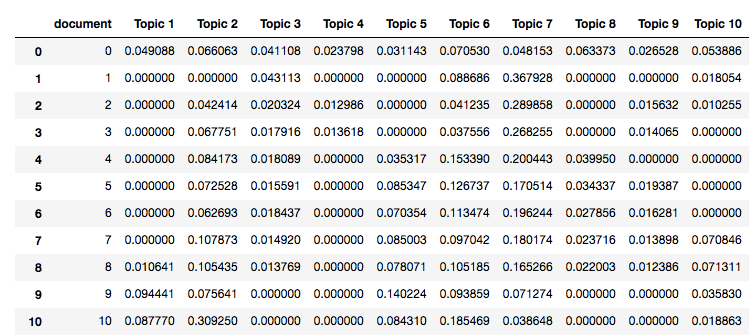 document Topic 1 Topic 2 Topic 3 Topic 4 Topic 5 Topic 6 Topic 7 Topic 8 Topic 9 Topic 10
0 0 0.049088 0.066063 0.041108 0.023798 0.031143 0.070530 0.048153 0.063373 0.026528 0.053886
1 1 0.000000 0.000000 0.043113 0.000000 0.000000 0.088686 0.367928 0.000000 0.000000 0.018054
2 2 0.000000 0.042414 0.020324 0.012986 0.000000 0.041235 0.289858 0.000000 0.015632 0.010255
3 3 0.000000 0.067751 0.017916 0.013618 0.000000 0.037556 0.268255 0.000000 0.014065 0.000000
4 4 0.000000 0.084173 0.018089 0.000000 0.035317 0.153390 0.200443 0.039950 0.000000 0.000000
5 5 0.000000 0.072528 0.015591 0.000000 0.085347 0.126737 0.170514 0.034337 0.019387 0.000000
6 6 0.000000 0.062693 0.018437 0.000000 0.070354 0.113474 0.196244 0.027856 0.016281 0.000000
7 7 0.000000 0.107873 0.014920 0.000000 0.085003 0.097042 0.180174 0.023716 0.013898 0.070846
8 8 0.010641 0.105435 0.013769 0.000000 0.078071 0.105185 0.165266 0.022003 0.012386 0.071311
9 9 0.094441 0.075641 0.000000 0.000000 0.140224 0.093859 0.071274 0.000000 0.000000 0.035830
10 10 0.087770 0.309250 0.000000 0.000000 0.084310 0.185469 0.038648 0.000000 0.000000 0.018863